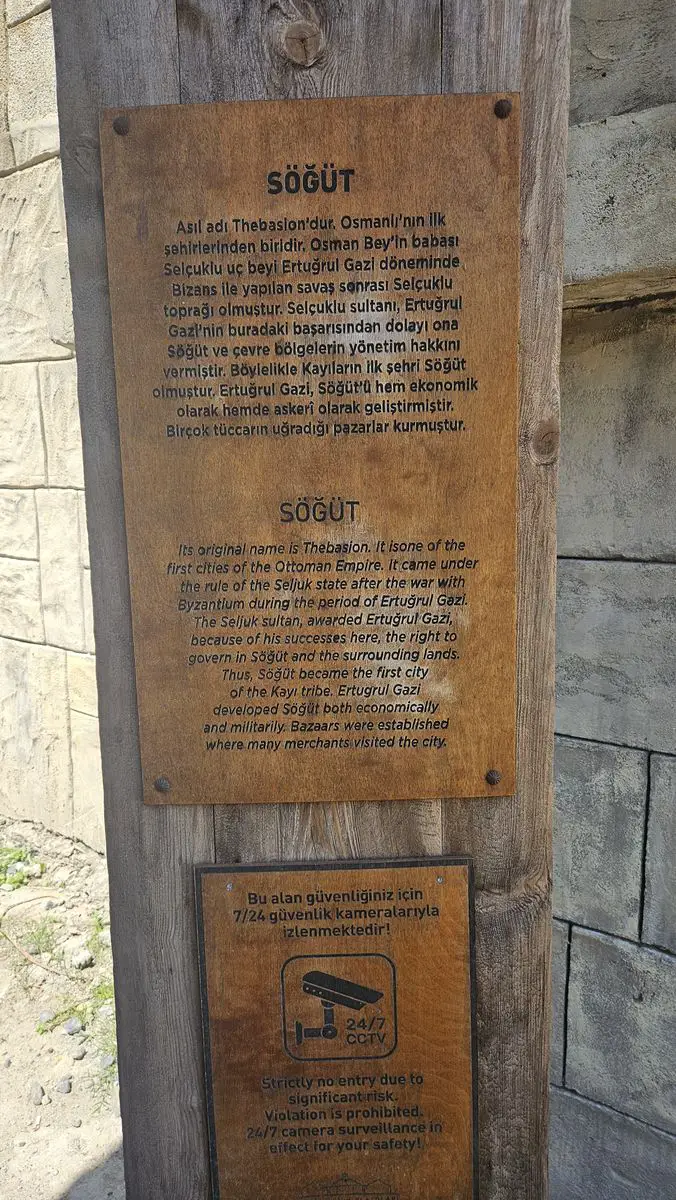 SÖĞÜT
Asıl adı Thebasion'dur. Osmanlı'nın ilk
şehirlerinden biridir. Osman Bey'in babası
Selçuklu uç beyi Ertuğrul Gazi döneminde
Bizans ile yapılan savaş sonrası Selçuklu
toprağı olmuştur. Selçuklu sultanı, Ertuğrul
Gazi'nin buradaki başarısından dolayı ona
Söğüt ve çevre bölgelerin yönetim hakkını
vermiştir. Böylelikle Kayıların ilk şehri Söğüt
olmuştur. Ertuğrul Gazi, Söğüt'ü hem ekonomik
olarak hemde askerî olarak geliştirmiştir.
Birçok tüccarın uğradığı pazarlar kurmuştur.
SÖĞÜT
Its original name is Thebasion. It isone of the
first cities of the Ottoman Empire. It came under
the rule of the Seljuk state after the war with
Byzantium during the period of Ertuğrul Gazi.
The Seljuk sultan, awarded Ertuğrul Gazi,
because of his successes here, the right to
govern in Söğüt and the surrounding lands.
Thus, Söğüt became the first city
of the Kayı tribe. Ertugrul Gazi
developed Söğüt both economically
and militarily. Bazaars were established
where many merchants visited the city.
Bu alan güvenliğiniz için
7/24 güvenlik kameralarıyla
izlenmektedir!
24/7
CCTV
Strictly no entry due to
significant risk.
Violation is prohibited.
24/7 camera surveillance in
effect for your safety!